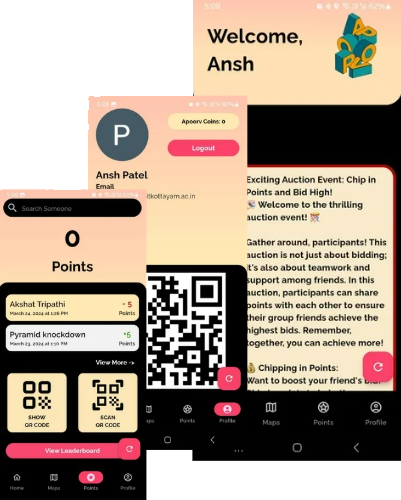 5:09
62%
Welcome,
Ansh
APOORV
Exciting Auction Event: Chip in
Points and Bid High!
Welcome to the thrilling
auction event!
Gather around, participants! This
auction is not just about bidding;
it's also about teamwork and
support among friends. In this
auction, participants can share
points with each other to ensure
their group friends achieve the
highest bids. Remember,
together, you can achieve more!
Chipping in Points:
Want to boost your friend's bid?
Maps
Points
Profile
P
Apoorv Coins: 0
Logout
Ansh Patel
Email
itkottayam.ac.in
aps
Points
Profile
Search Someone
0
Points
Akshat Tripathi
- 5
March 24, 2024 at 1:26 PM
Points
Pyramid knockdown
+5
March 23, 2024 at 1:10 PM
Points
View More
SHOW
QR CODE
SCAN
QR CODE
View Leaderboard
Home
Maps
Points
Profile